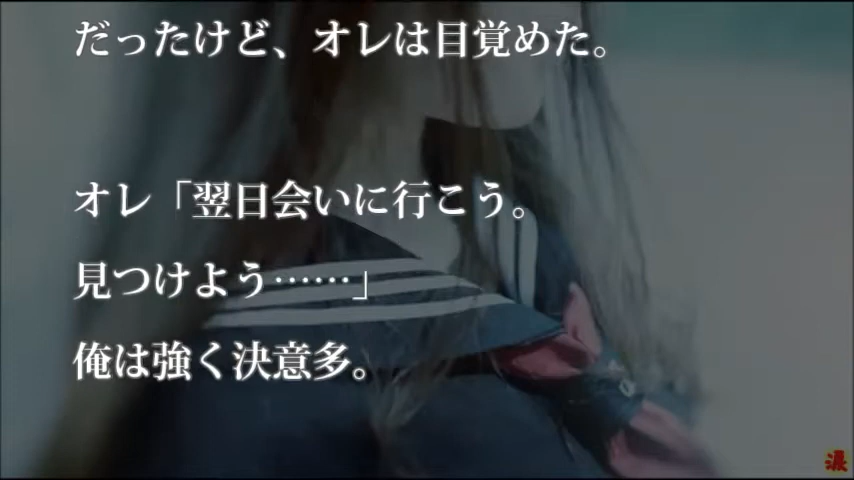 だったけど、オレは目覚めた。
オレ「翌日会いに行こう。
見つけよう……」
俺は強く決意多。
涙